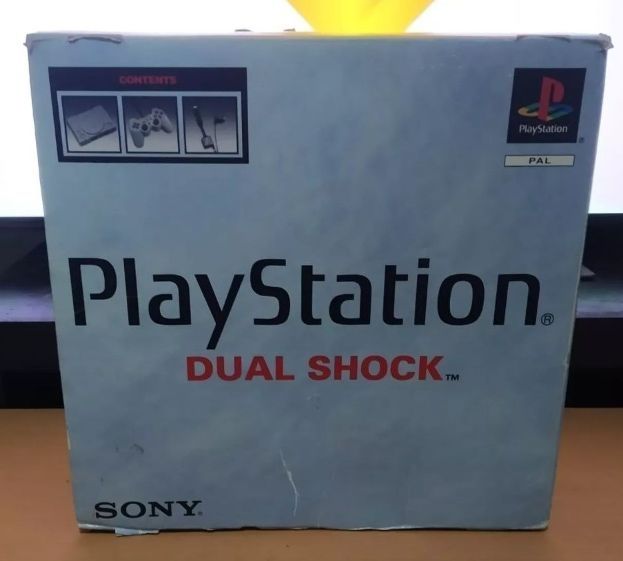 CONTENTS
PlayStation
PAL
PlayStation®
DUAL SHOCK™
SONY®